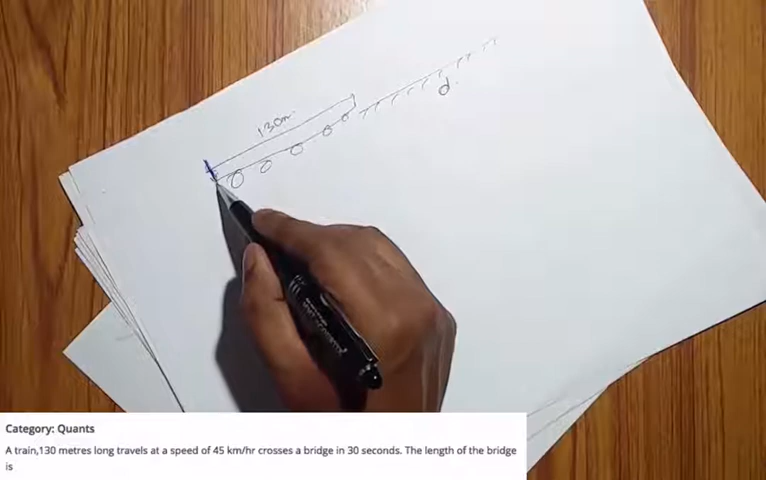 130m
P
Category: Quants
A train,130 metres long travels at a speed of 45 km/hr crosses a bridge in 30 seconds. The length of the bridge
is